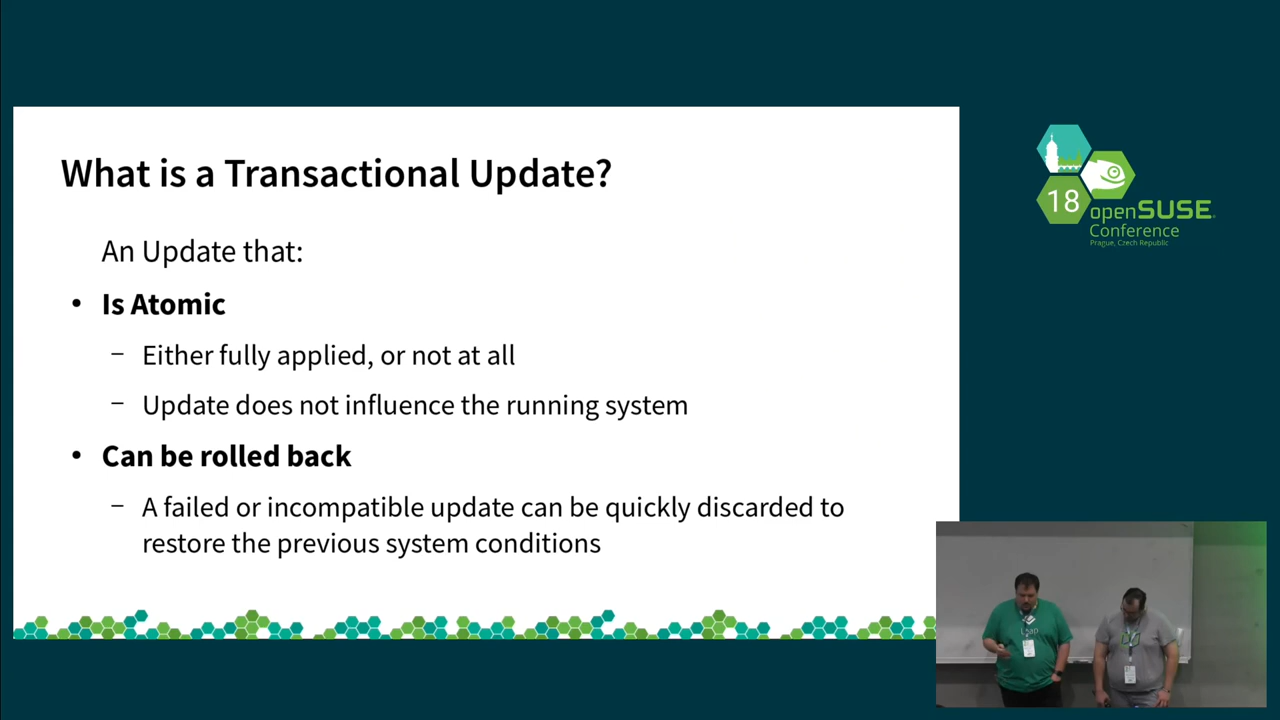 What is a Transactional Update?
An Update that:
• Is Atomic
– Either fully applied, or not at all
– Update does not influence the running system
• Can be rolled back
– A failed or incompatible update can be quickly discarded to
restore the previous system conditions
18
openSUSE
Conference
Prague, Czech Republic